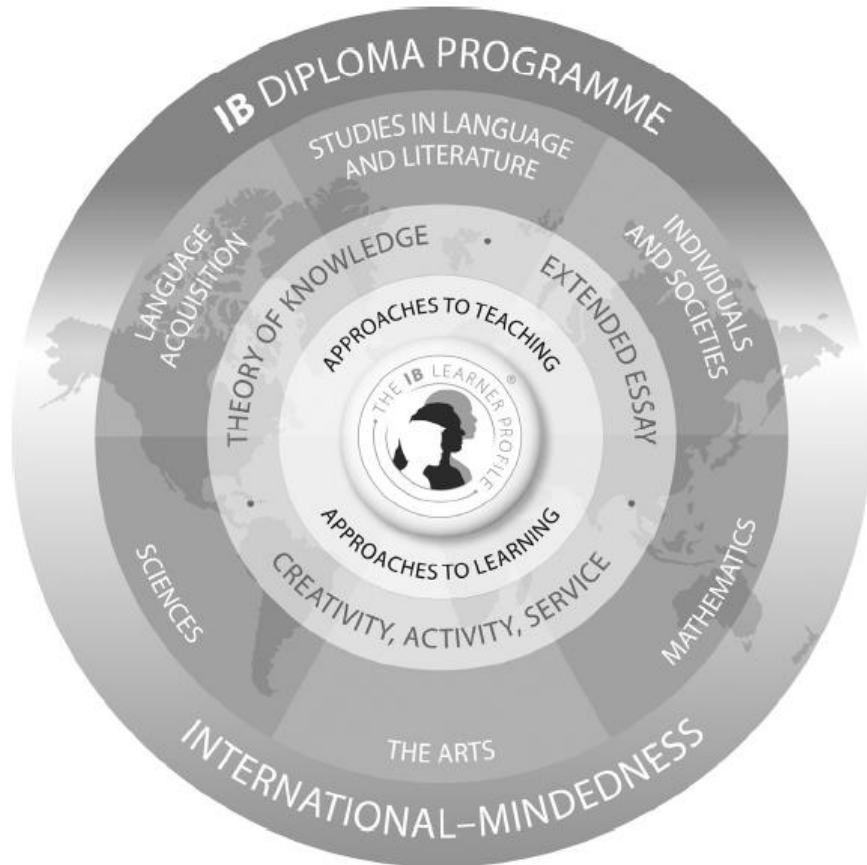 IB DIPLOMA PROGRAMME
STUDIES IN LANGUAGE
AND LITERATURE
LANGUAGE
ACQUISITION
INDIVIDUALS
AND SOCIETIES
THEORY OF KNOWLEDGE
EXTENDED ESSAY
APPROACHES TO TEACHING
THE IB LEARNER PROFILE
®
APPROACHES TO LEARNING
CREATIVITY, ACTIVITY, SERVICE
SCIENCES
MATHEMATICS
THE ARTS
INTERNATIONAL–MINDEDNESS